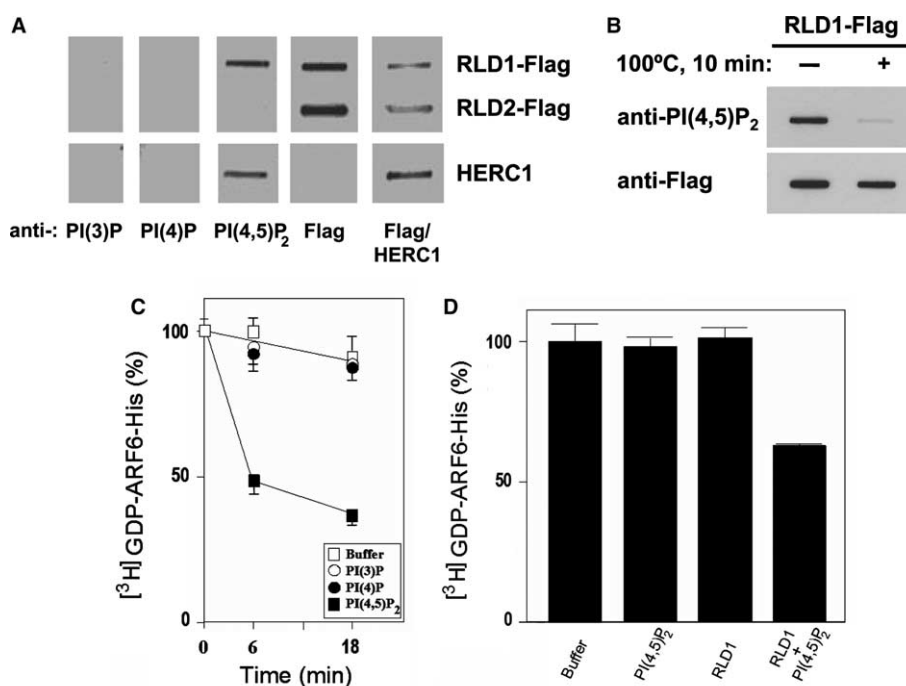 A
RLD1-Flag
RLD2-Flag
HERC1
anti-: PI(3)P PI(4)P PI(4,5)P₂ Flag Flag/
HERC1
B
RLD1-Flag
100ºC, 10 min: – +
anti-PI(4,5)P₂
anti-Flag
C
[³H] GDP-ARF6-His (%)
100
50
0
0 6 18
Time (min)
Buffer
PI(3)P
PI(4)P
PI(4,5)P₂
D
[³H] GDP-ARF6-His (%)
100
50
0
Buffer
PI(4,5)P₂
RLD1
RLD1
+
PI(4,5)P₂